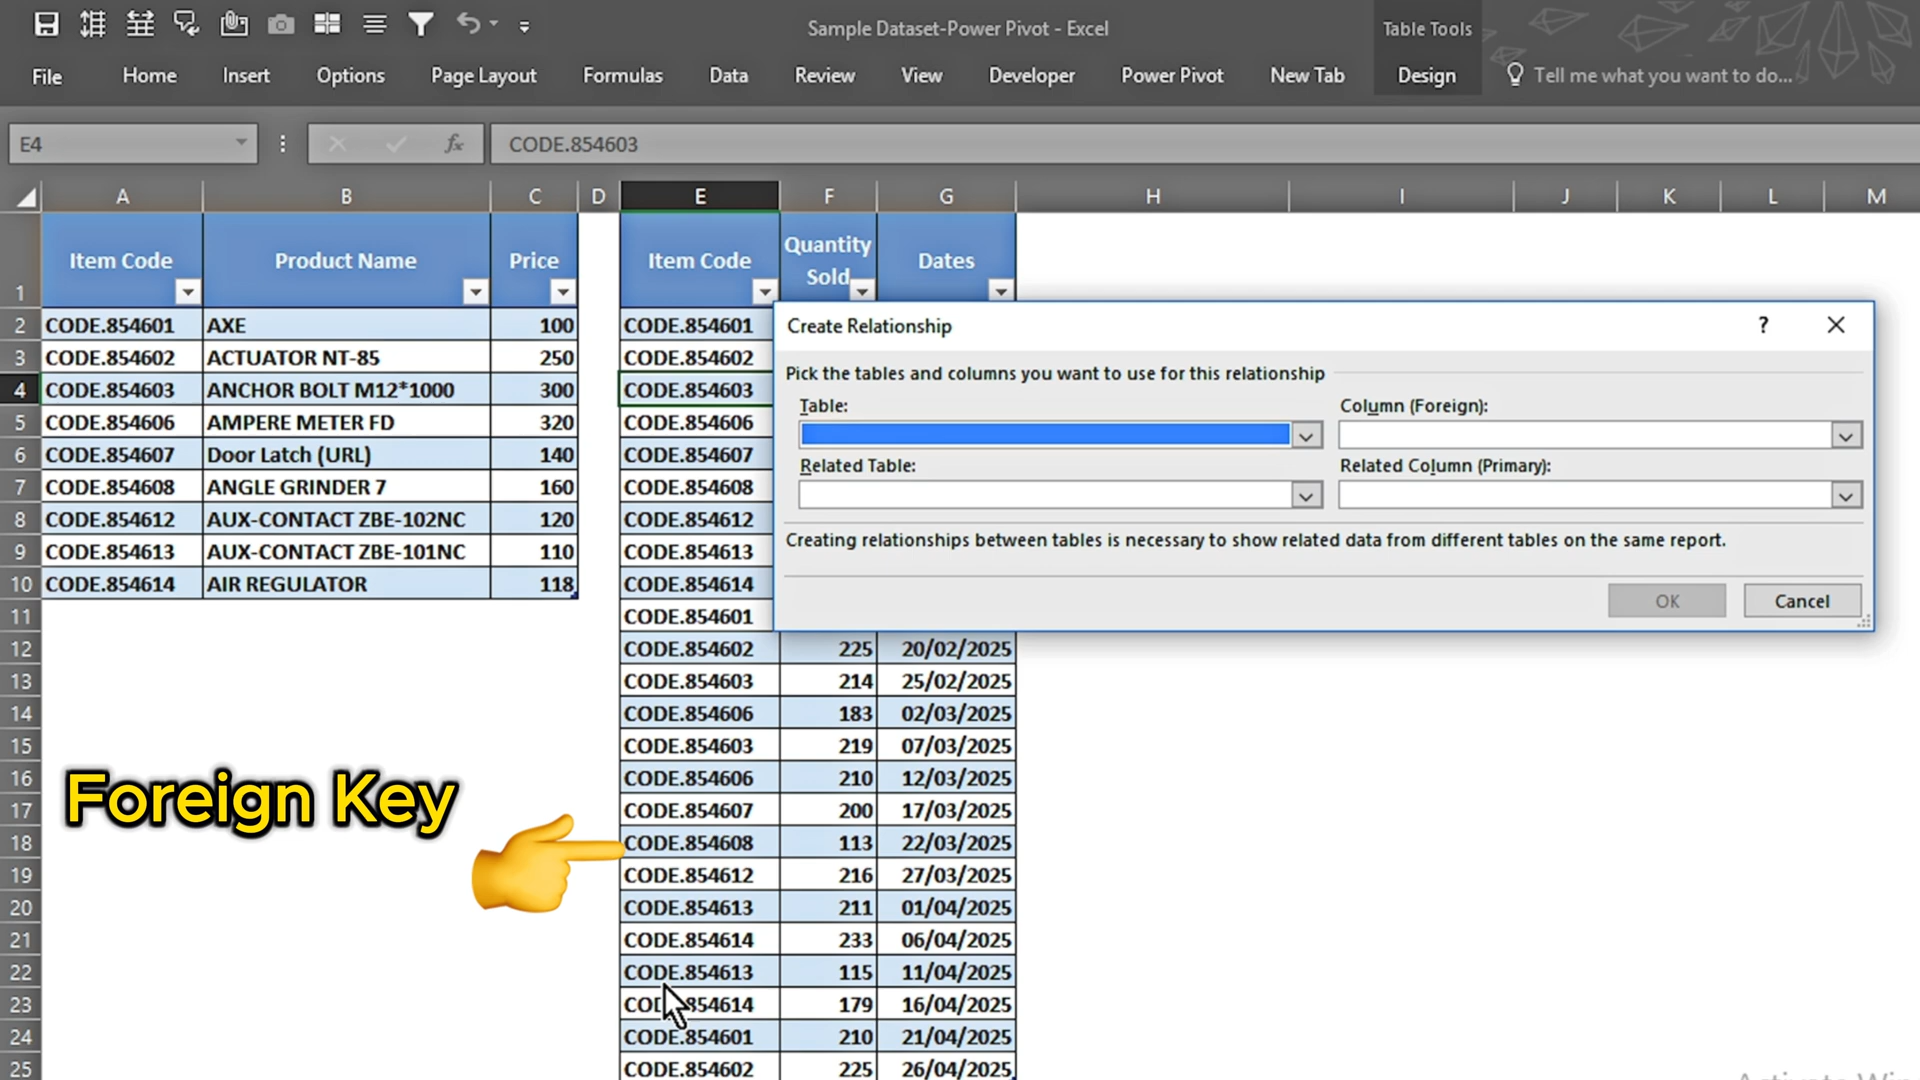 Sample Dataset-Power Pivot - Excel
Table Tools
File Home Insert Options Page Layout Formulas Data Review View Developer Power Pivot New Tab Design Tell me what you want to do...
E4 fx CODE.854603
A B C D E F G H I J K L M
1 Item Code Product Name Price Item Code Quantity Sold Dates
2 CODE.854601 AXE 100 CODE.854601
3 CODE.854602 ACTUATOR NT-85 250 CODE.854602
4 CODE.854603 ANCHOR BOLT M12*1000 300 CODE.854603
5 CODE.854606 AMPERE METER FD 320 CODE.854606
6 CODE.854607 Door Latch (URL) 140 CODE.854607
7 CODE.854608 ANGLE GRINDER 7 160 CODE.854608
8 CODE.854612 AUX-CONTACT ZBE-102NC 120 CODE.854612
9 CODE.854613 AUX-CONTACT ZBE-101NC 110 CODE.854613
10 CODE.854614 AIR REGULATOR 118 CODE.854614
11 CODE.854601
12 CODE.854602 225 20/02/2025
13 CODE.854603 214 25/02/2025
14 CODE.854606 183 02/03/2025
15 CODE.854603 219 07/03/2025
16 CODE.854606 210 12/03/2025
17 CODE.854607 200 17/03/2025
18 CODE.854608 113 22/03/2025
19 CODE.854612 216 27/03/2025
20 CODE.854613 211 01/04/2025
21 CODE.854614 233 06/04/2025
22 CODE.854613 115 11/04/2025
23 CODE.854614 179 16/04/2025
24 CODE.854601 210 21/04/2025
25 CODE.854602 225 26/04/2025
Create Relationship ?
Pick the tables and columns you want to use for this relationship
Table: Column (Foreign):
Related Table: Related Column (Primary):
Creating relationships between tables is necessary to show related data from different tables on the same report.
OK Cancel
Foreign Key